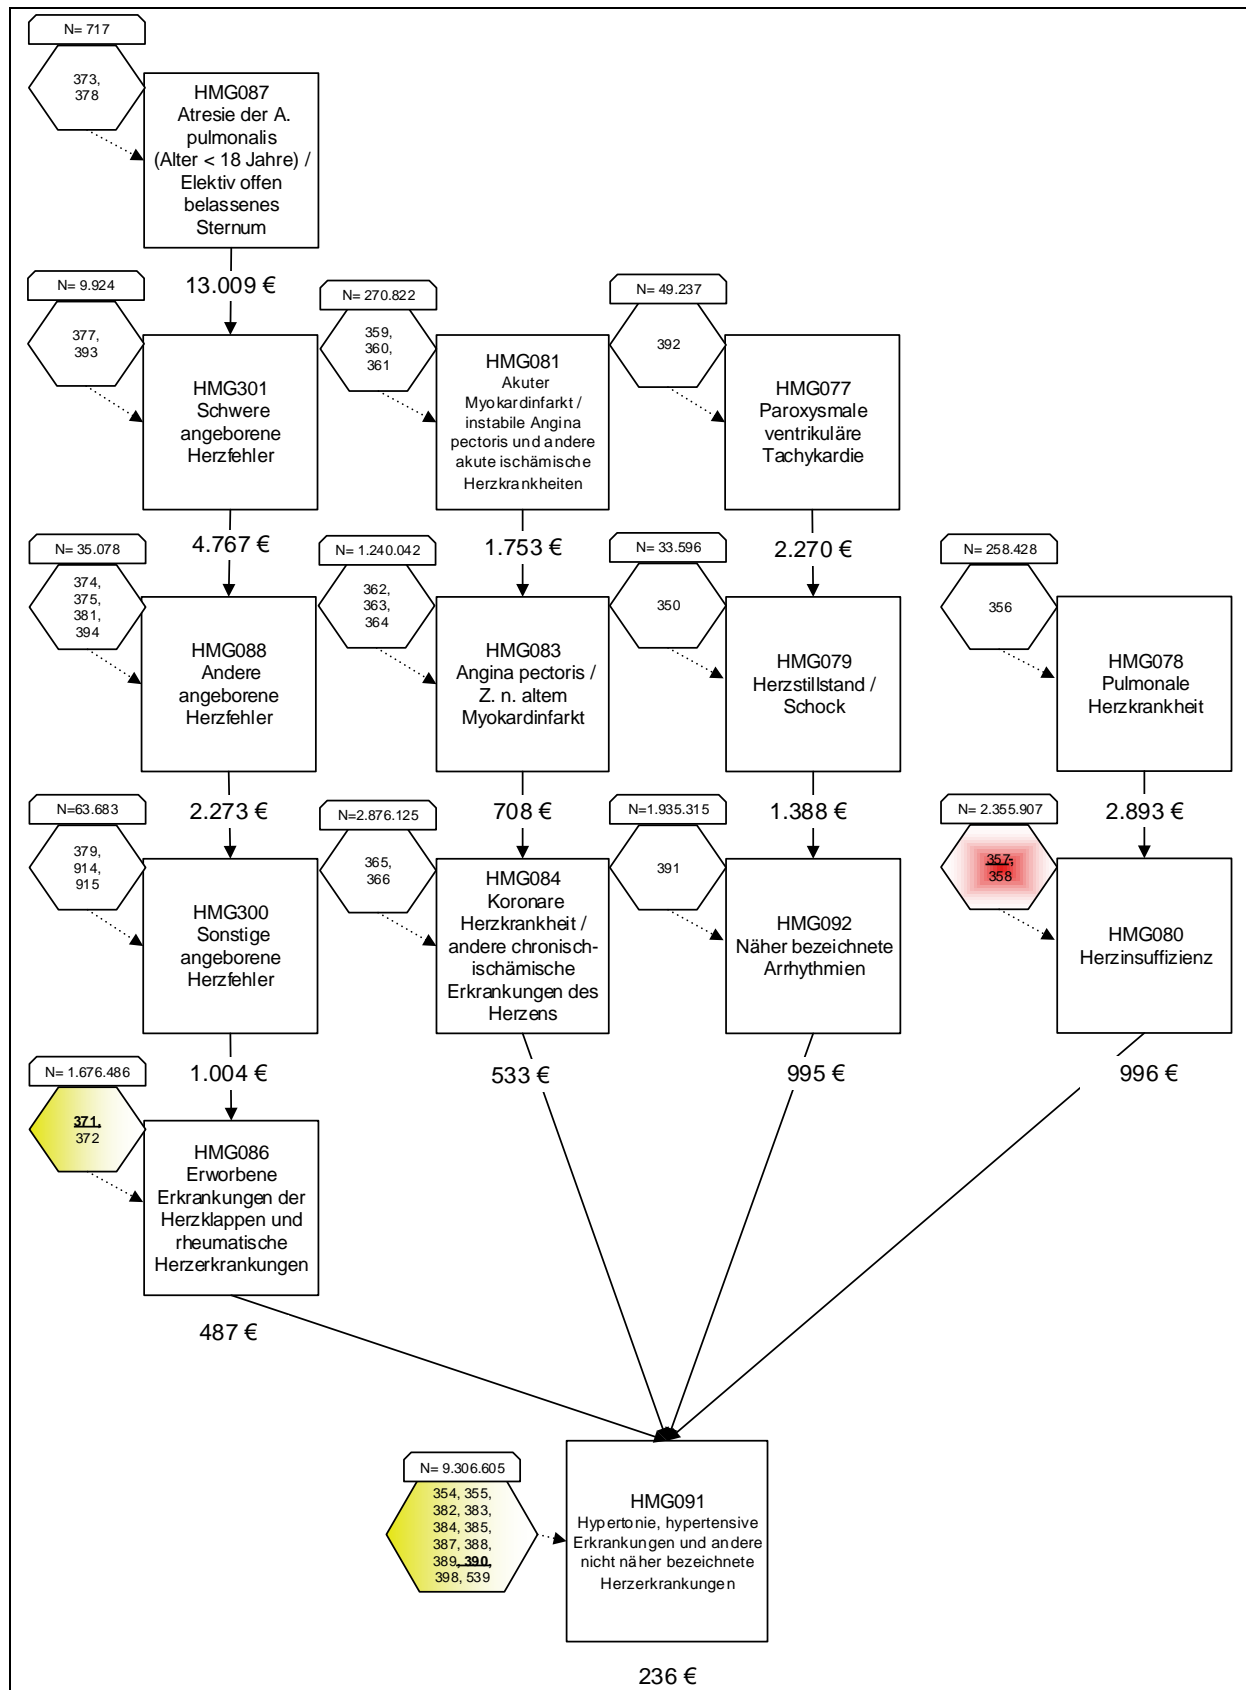 N= 717
373,
378
HMG087
Atresie der A.
pulmonalis
(Alter < 18 Jahre) /
Elektiv offen
belassenes
Sternum
13.009 €
N= 9.924
377,
393
HMG301
Schwere
angeborene
Herzfehler
4.767 €
N= 270.822
359,
360,
361
HMG081
Akuter
Myokardinfarkt /
instabile Angina
pectoris und andere
akute ischämische
Herzkrankheiten
1.753 €
N= 49.237
392
HMG077
Paroxysmale
ventrikuläre
Tachykardie
2.270 €
N= 35.078
374,
375,
381,
394
HMG088
Andere
angeborene
Herzfehler
2.273 €
N= 1.240.042
362,
363,
364
HMG083
Angina pectoris /
Z. n. altem
Myokardinfarkt
708 €
N= 33.596
350
HMG079
Herzstillstand /
Schock
1.388 €
N= 258.428
356
HMG078
Pulmonale
Herzkrankheit
2.893 €
N=63.683
379,
914,
915
HMG300
Sonstige
angeborene
Herzfehler
1.004 €
N=2.876.125
365,
366
HMG084
Koronare
Herzkrankheit /
andere chronisch-
ischämische
Erkrankungen des
Herzens
533 €
N=1.935.315
391
HMG092
Näher bezeichnete
Arrhythmien
995 €
N= 2.355.907
357,
358
HMG080
Herzinsuffizienz
996 €
N= 1.676.486
371,
372
HMG086
Erworbene
Erkrankungen der
Herzklappen und
rheumatische
Herzerkrankungen
487 €
N= 9.306.605
354, 355,
382, 383,
384, 385,
387, 388,
389, 390,
398, 539
HMG091
Hypertonie, hypertensive
Erkrankungen und andere
nicht näher bezeichnete
Herzerkrankungen
236 €